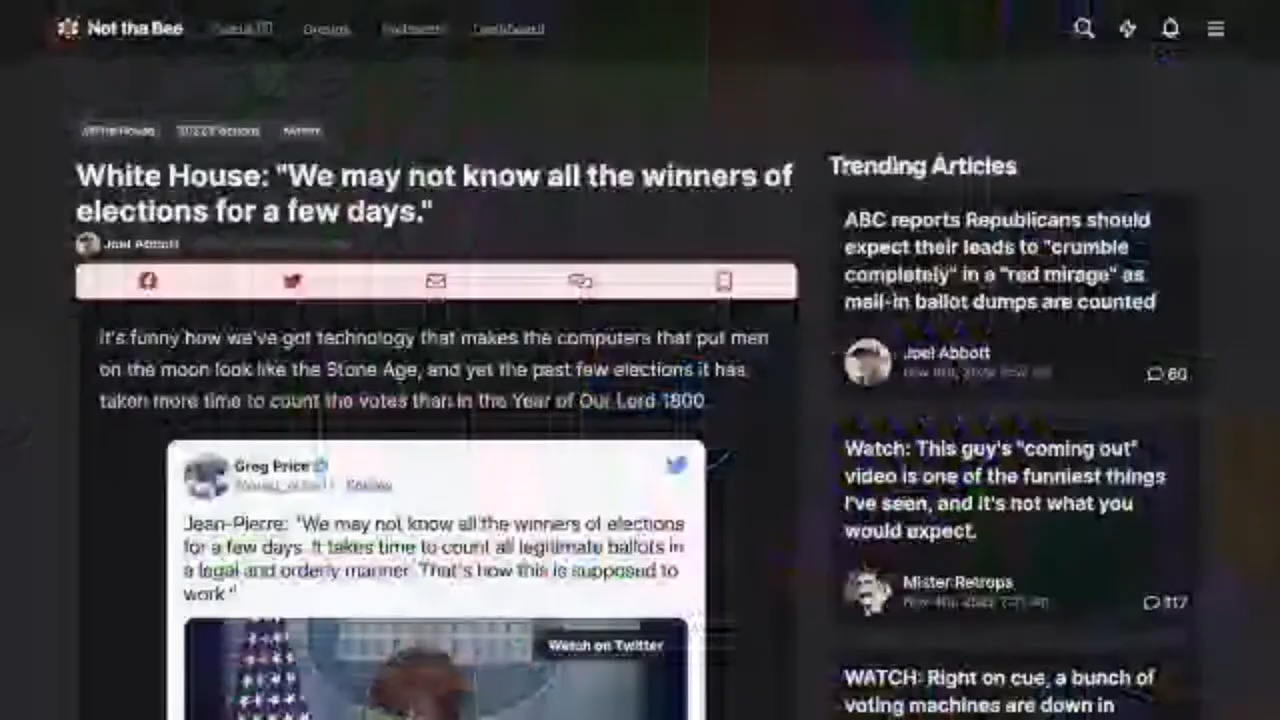 Not the Bee
White House: "We may not know all the winners of
elections for a few days."
Joel Abbott
It's funny how we've got technology that makes the computers that put men
on the moon look like the Stone Age, and yet the past few elections it has
taken more time to count the votes than in the Year of Our Lord 1800.
Greg Price
Jean-Pierre: "We may not know all the winners of elections
for a few days. It takes time to count all legitimate ballots in
a legal and orderly manner. That's how this is supposed to
work."
Watch on Twitter
Trending Articles
ABC reports Republicans should
expect their leads to "crumble
completely" in a "red mirage" as
mail-in ballot dumps are counted
Joel Abbott
Watch: This guy's "coming out"
video is one of the funniest things
I've seen, and it's not what you
would expect.
Mister Retrops
117
WATCH: Right on cue, a bunch of
voting machines are down in